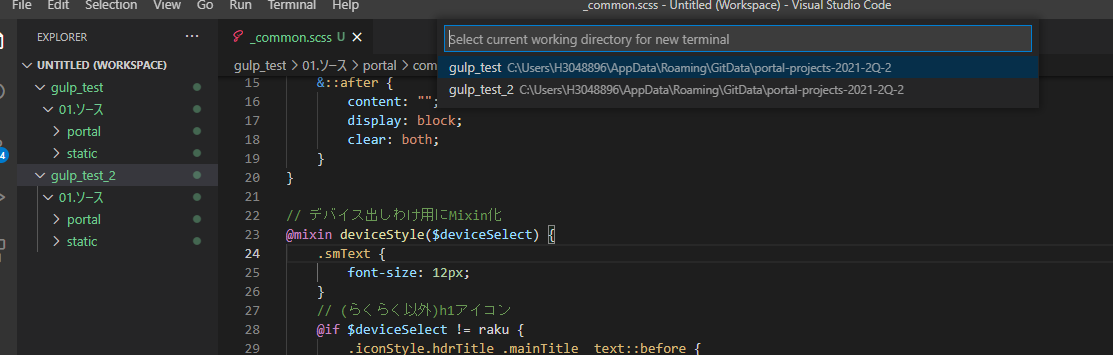 Edit Selection View Go Run Terminal Help
_common.scss - Untitled (Workspace) - Visual Studio Code
EXPLORER ···
UNTITLED (WORKSPACE)
gulp_test
01.ソース
portal
static
gulp_test_2
01.ソース
portal
static
4
_common.scss U ×
gulp_test > 01.ソース > portal > com
Select current working directory for new terminal
gulp_test C:\Users\H3048896\AppData\Roaming\GitData\portal-projects-2021-2Q-2
gulp_test_2 C:\Users\H3048896\AppData\Roaming\GitData\portal-projects-2021-2Q-2
15 &::after {
16 content: "";
17 display: block;
18 clear: both;
19 }
20 }
21
22 // デバイス出しわけ用にMixin化
23 @mixin deviceStyle($deviceSelect) {
24 .smText {
25 font-size: 12px;
26 }
27 // (らくらく以外)h1アイコン
28 @if $deviceSelect != raku {
29 .iconStyle.hdrTitle .mainTitle__text::before {